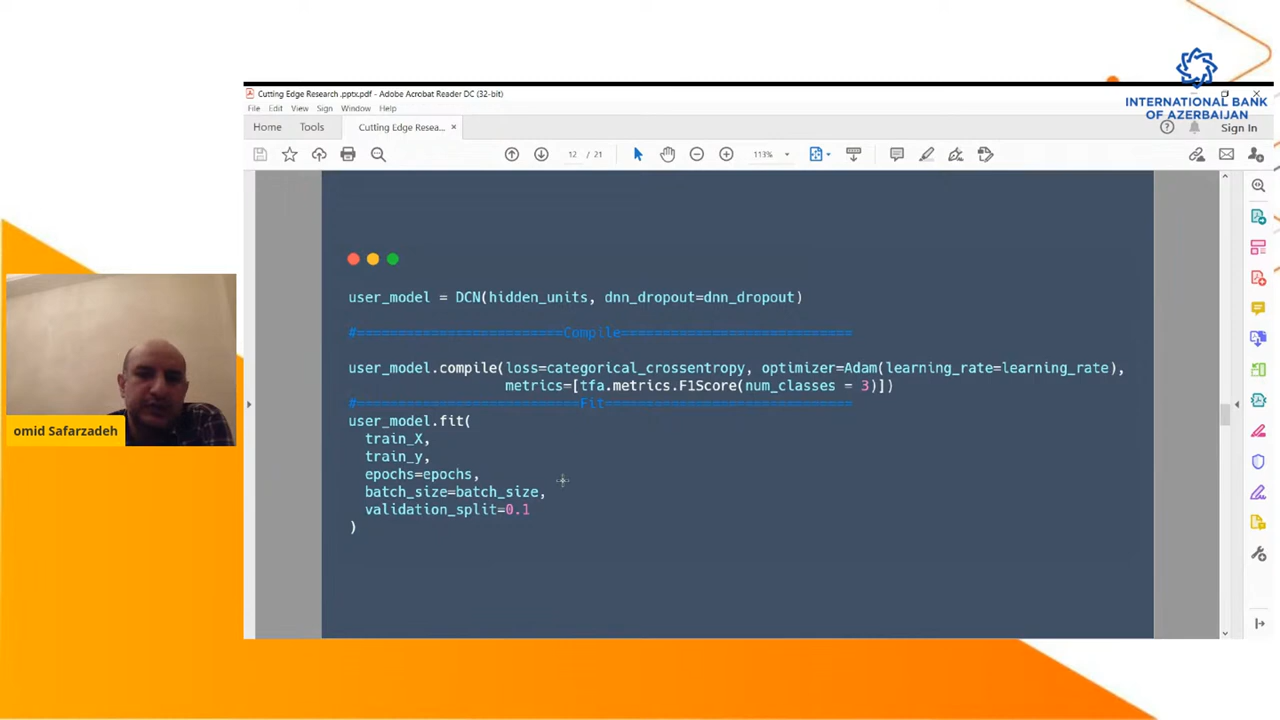 INTERNATIONAL BANK
OF AZERBAIJAN
Cutting Edge Research .pptx.pdf - Adobe Acrobat Reader DC (32-bit)
File Edit View Sign Window Help
Home Tools Cutting Edge Resea... × Sign In
12 / 21 113%
user_model = DCN(hidden_units, dnn_dropout=dnn_dropout)
#=========================Compile============================
user_model.compile(loss=categorical_crossentropy, optimizer=Adam(learning_rate=learning_rate),
metrics=[tfa.metrics.F1Score(num_classes = 3)])
#===========================Fit==============================
user_model.fit(
train_X,
train_y,
epochs=epochs,
batch_size=batch_size,
validation_split=0.1
)
omid Safarzadeh